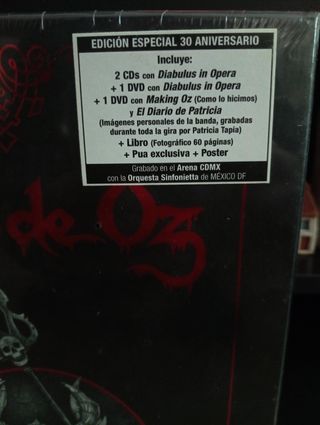 EDICIÓN ESPECIAL 30 ANIVERSARIO
Incluye:
2 CDs con Diabulus in Opera
+ 1 DVD con Diabulus in Opera
+ 1 DVD con Making Oz (Como lo hicimos)
y El Diario de Patricia
(Imágenes personales de la banda, grabadas
durante toda la gira por Patricia Tapia)
+ Libro (Fotográfico 60 páginas)
+ Pua exclusiva + Poster
Grabado en el Arena CDMX
con la Orquesta Sinfonietta de MÉXICO DF
de Oz